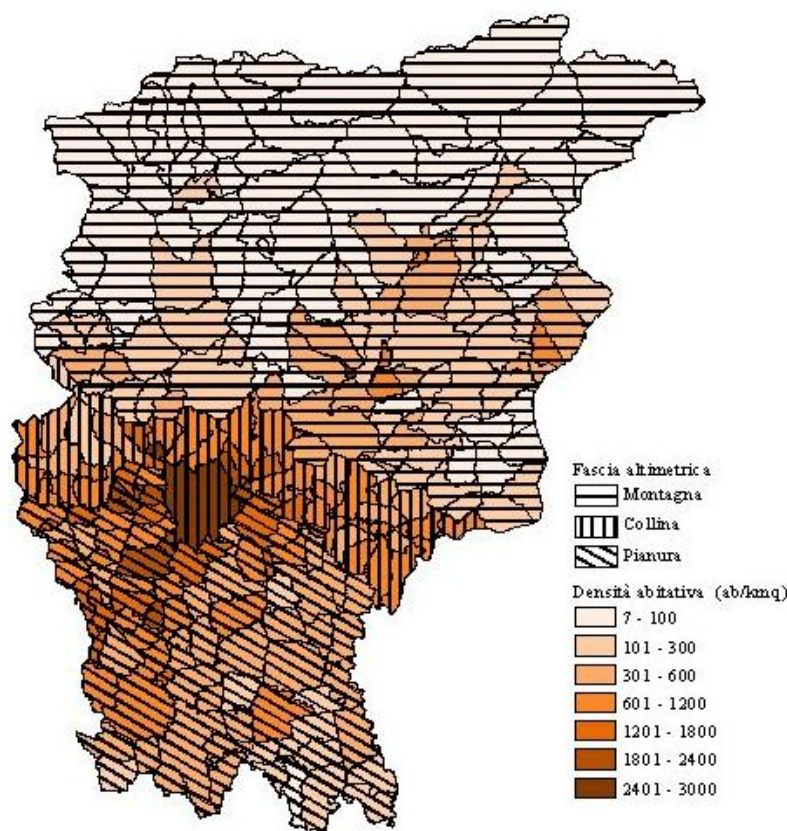 Fascia altimetrica
Montagna
Collina
Pianura
Densità abitativa (ab/kmq)
7 - 100
101 - 300
301 - 600
601 - 1200
1201 - 1800
1801 - 2400
2401 - 3000